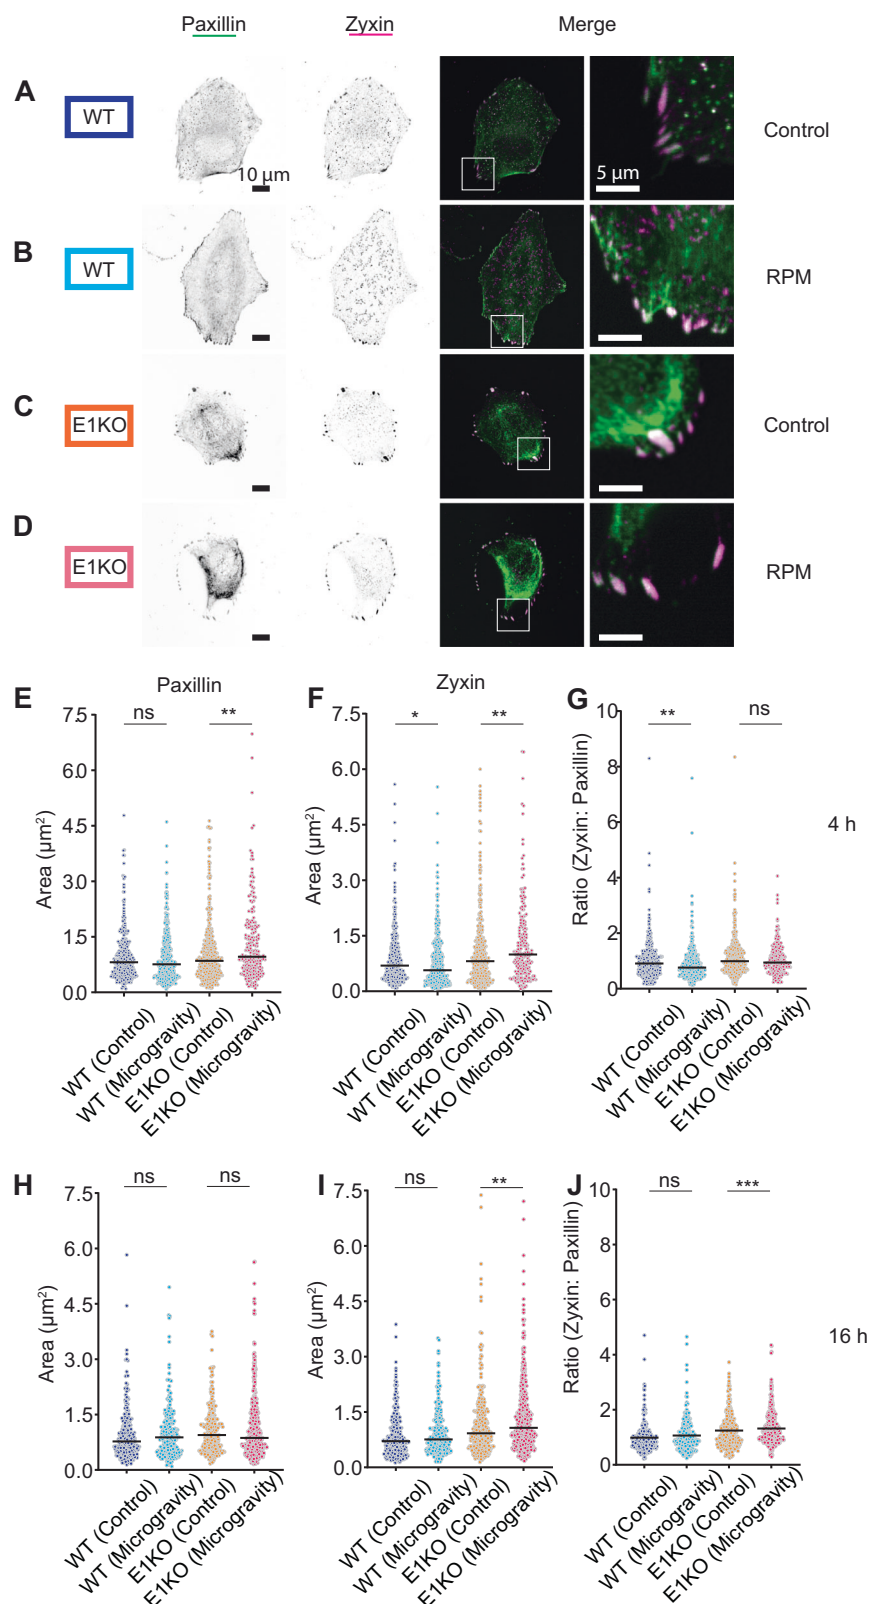 Paxillin Zyxin Merge
A WT 10 μm 5 μm Control
B WT RPM
C E1KO Control
D E1KO RPM
E Paxillin F Zyxin G
ns ** * ** ** ns
Area (μm²)
7.5
6.0
4.5
3.0
1.5
0.0
WT (Control)
WT (Microgravity)
E1KO (Control)
E1KO (Microgravity)
Area (μm²)
7.5
6.0
4.5
3.0
1.5
0.0
WT (Control)
WT (Microgravity)
E1KO (Control)
E1KO (Microgravity)
Ratio (Zyxin: Paxillin)
10
8
6
4
2
0
WT (Control)
WT (Microgravity)
E1KO (Control)
E1KO (Microgravity)
4 h
H I J
ns ns ns ** ns ***
Area (μm²)
7.5
6.0
4.5
3.0
1.5
0.0
WT (Control)
WT (Microgravity)
E1KO (Control)
E1KO (Microgravity)
Area (μm²)
7.5
6.0
4.5
3.0
1.5
0.0
WT (Control)
WT (Microgravity)
E1KO (Control)
E1KO (Microgravity)
Ratio (Zyxin: Paxillin)
10
8
6
4
2
0
WT (Control)
WT (Microgravity)
E1KO (Control)
E1KO (Microgravity)
16 h